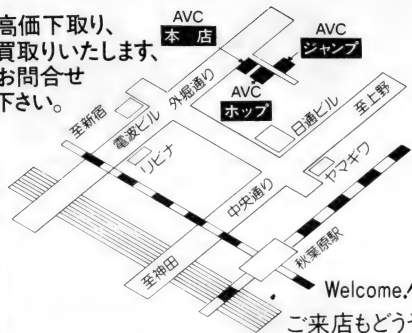 高価下取り、
買取りいたします、
お問合せ
下さい。
AVC
本店
AVC
ジャンプ
AVC
ホップ
外堀通り
至新宿
電波ビル
リビナ
日通ビル
至上野
ヤマギワ
中央通り
秋葉原駅
至神田
Welcome!
ご来店もどうぞ